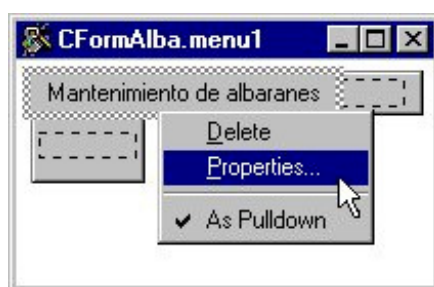 CFormAlba.menu1
Mantenimiento de albaranes
Delete
Properties...
As Pulldown